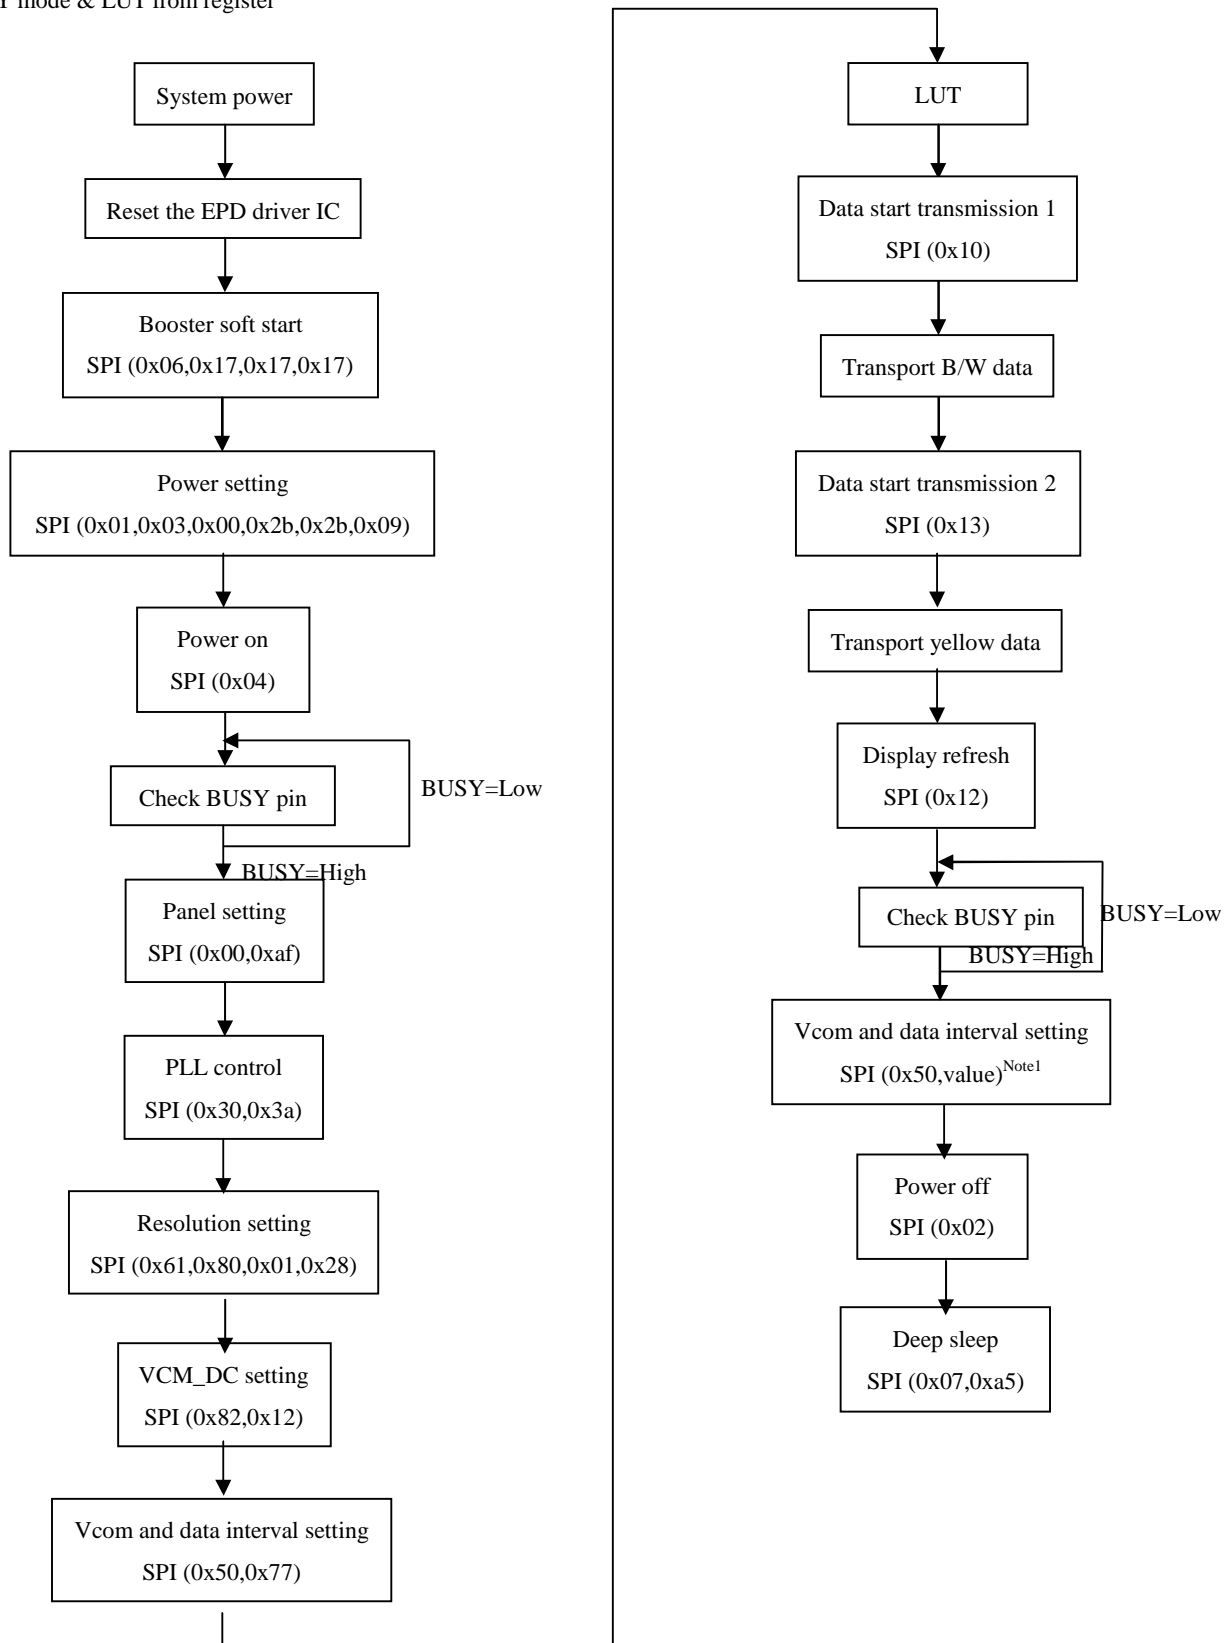 mode & LUT from register
System power
Reset the EPD driver IC
Booster soft start
SPI (0x06,0x17,0x17,0x17)
Power setting
SPI (0x01,0x03,0x00,0x2b,0x2b,0x09)
Power on
SPI (0x04)
Check BUSY pin
BUSY=Low
BUSY=High
Panel setting
SPI (0x00,0xaf)
PLL control
SPI (0x30,0x3a)
Resolution setting
SPI (0x61,0x80,0x01,0x28)
VCM_DC setting
SPI (0x82,0x12)
Vcom and data interval setting
SPI (0x50,0x77)
LUT
Data start transmission 1
SPI (0x10)
Transport B/W data
Data start transmission 2
SPI (0x13)
Transport yellow data
Display refresh
SPI (0x12)
Check BUSY pin
BUSY=Low
BUSY=High
Vcom and data interval setting
SPI (0x50,value)Note1
Power off
SPI (0x02)
Deep sleep
SPI (0x07,0xa5)